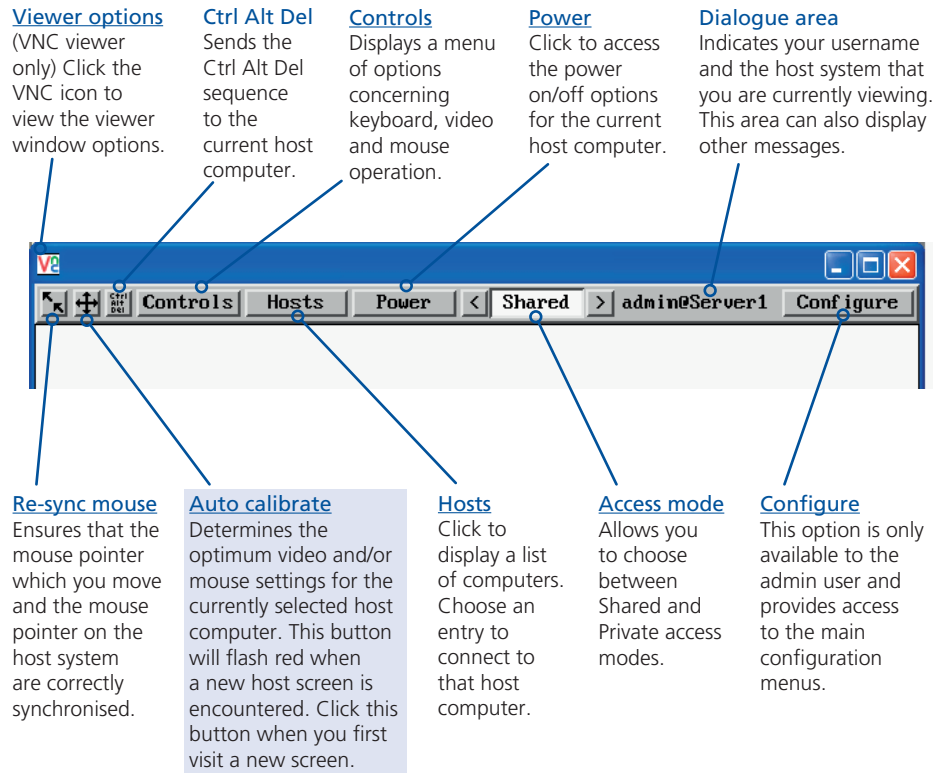 Viewer options
(VNC viewer
only) Click the
VNC icon to
view the viewer
window options.
Ctrl Alt Del
Sends the
Ctrl Alt Del
sequence
to the
current host
computer.
Controls
Displays a menu
of options
concerning
keyboard, video
and mouse
operation.
Power
Click to access
the power
on/off options
for the current
host computer.
Dialogue area
Indicates your username
and the host system that
you are currently viewing.
This area can also display
other messages.
Ctrl
Alt
Del
Controls
Hosts
Power
<
Shared
>
admin@Server1
Configure
Re-sync mouse
Ensures that the
mouse pointer
which you move
and the mouse
pointer on the
host system
are correctly
synchronised.
Auto calibrate
Determines the
optimum video and/or
mouse settings for the
currently selected host
computer. This button
will flash red when
a new host screen is
encountered. Click this
button when you first
visit a new screen.
Hosts
Click to
display a list
of computers.
Choose an
entry to
connect to
that host
computer.
Access mode
Allows you
to choose
between
Shared and
Private access
modes.
Configure
This option is only
available to the
admin user and
provides access
to the main
configuration
menus.